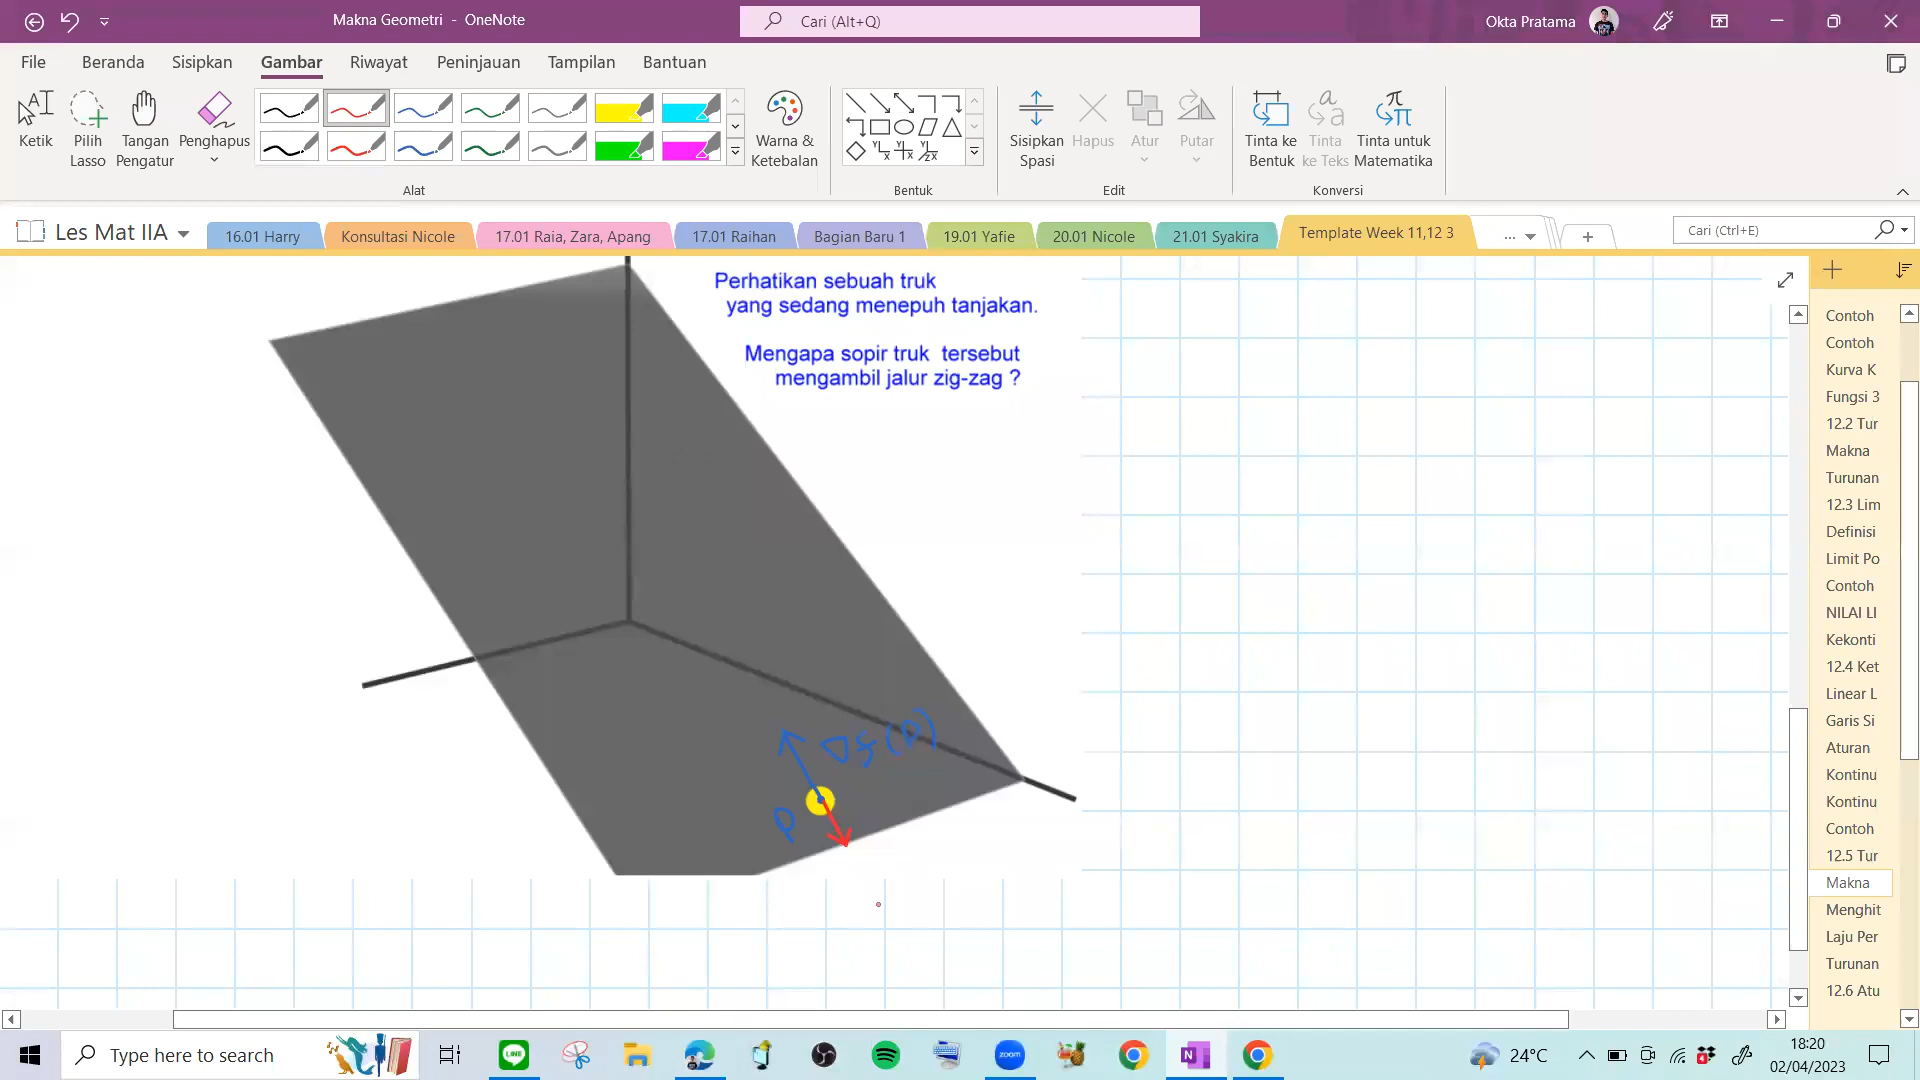 Makna Geometri - OneNote
Cari (Alt+Q)
Okta Pratama
File
Beranda
Sisipkan
Gambar
Riwayat
Peninjauan
Tampilan
Bantuan
Ketik
Pilih
Lasso
Tangan
Pengatur
Penghapus
Warna &
Ketebalan
Sisipkan
Spasi
Hapus
Atur
Putar
Tinta ke
Bentuk
Tinta
ke Teks
Tinta untuk
Matematika
Alat
Bentuk
Edit
Konversi
Les Mat IIA
16.01 Harry
Konsultasi Nicole
17.01 Raia, Zara, Apang
17.01 Raihan
Bagian Baru 1
19.01 Yafie
20.01 Nicole
21.01 Syakira
Template Week 11,12 3
...
Cari (Ctrl+E)
Perhatikan sebuah truk
yang sedang menepuh tanjakan.
Mengapa sopir truk tersebut
mengambil jalur zig-zag ?
∇f(P)
P
Contoh
Contoh
Kurva K
Fungsi 3
12.2 Tur
Makna
Turunan
12.3 Lim
Definisi
Limit Po
Contoh
NILAI LI
Kekonti
12.4 Ket
Linear L
Garis Si
Aturan
Kontinu
Kontinu
Contoh
12.5 Tur
Makna
Menghit
Laju Per
Turunan
12.6 Atu
Type here to search
LINE
zoom
24°C
4
18:20
02/04/2023